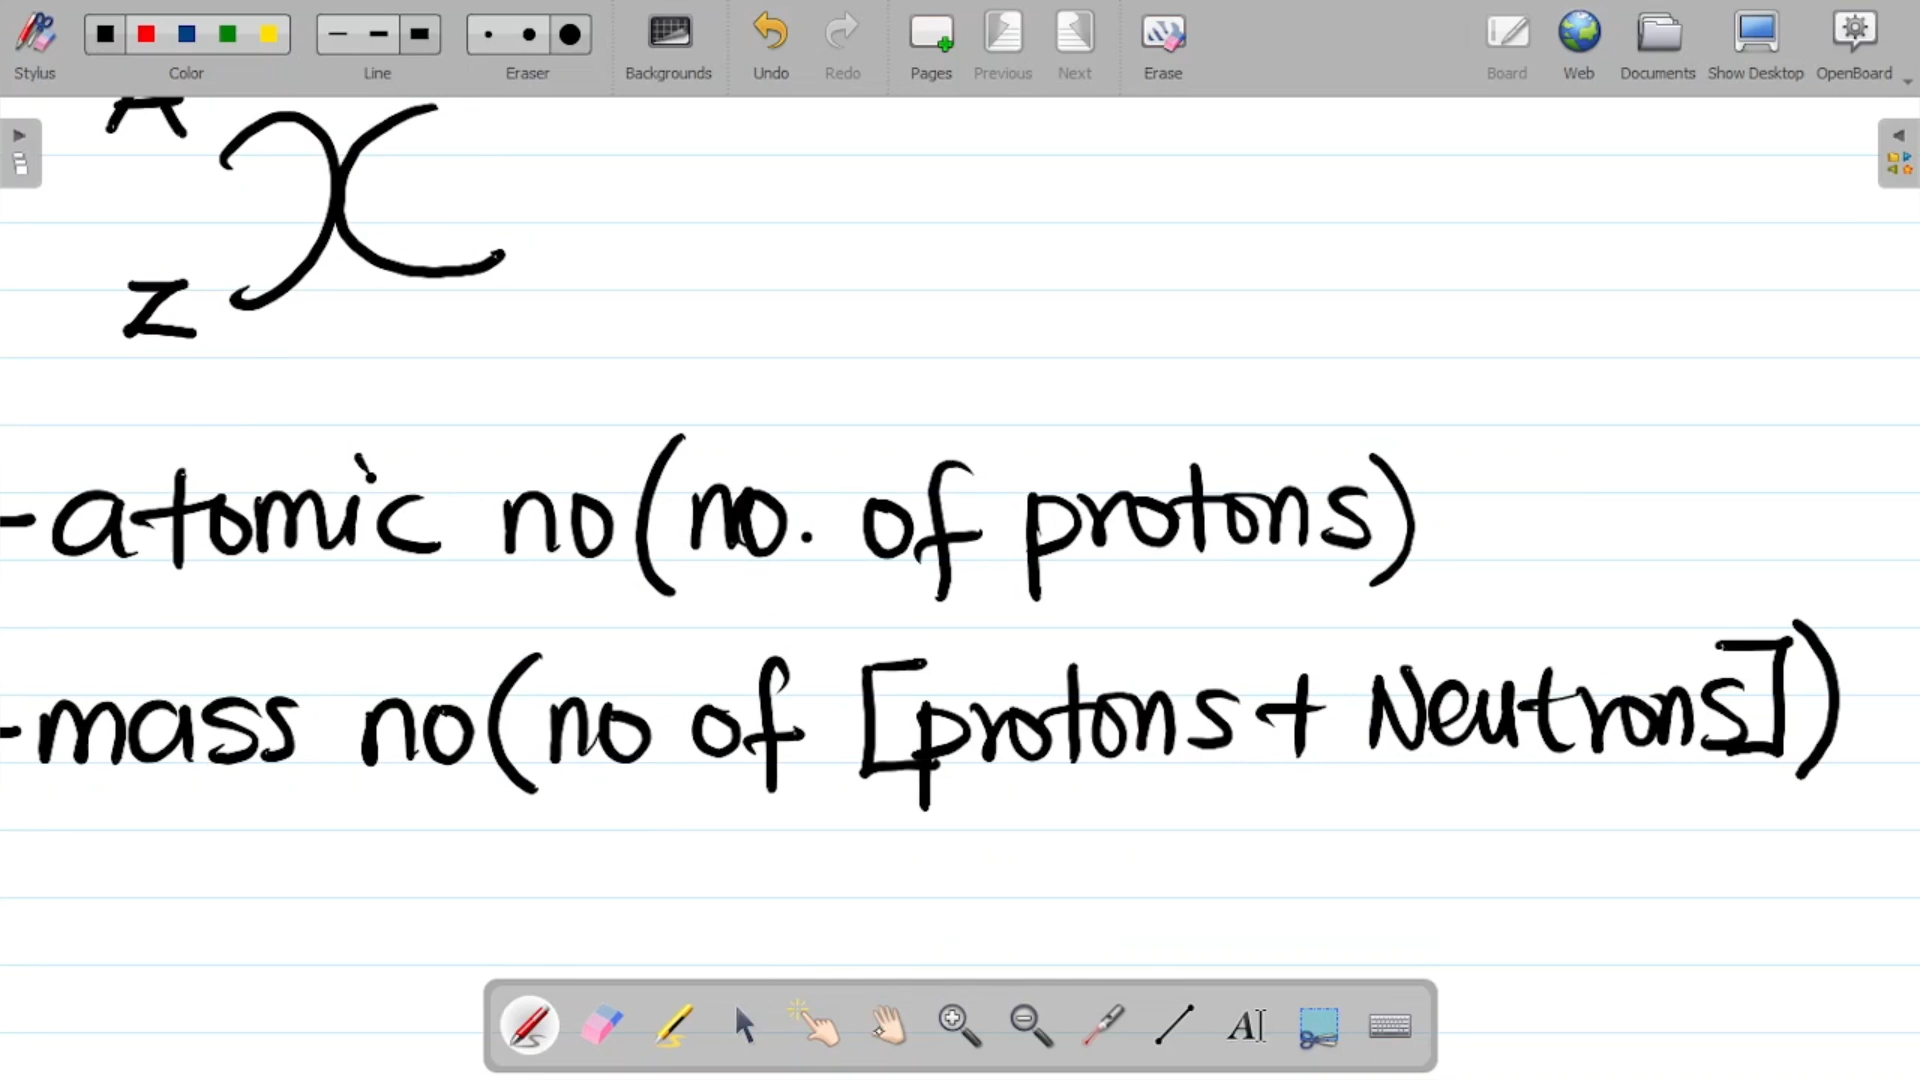 Stylus Color Line Eraser Backgrounds Undo Redo Pages Previous Next Erase Board Web Documents Show Desktop OpenBoard
A
X
Z
-atomic no(no. of protons)
-mass no(no of [protons+Neutrons])